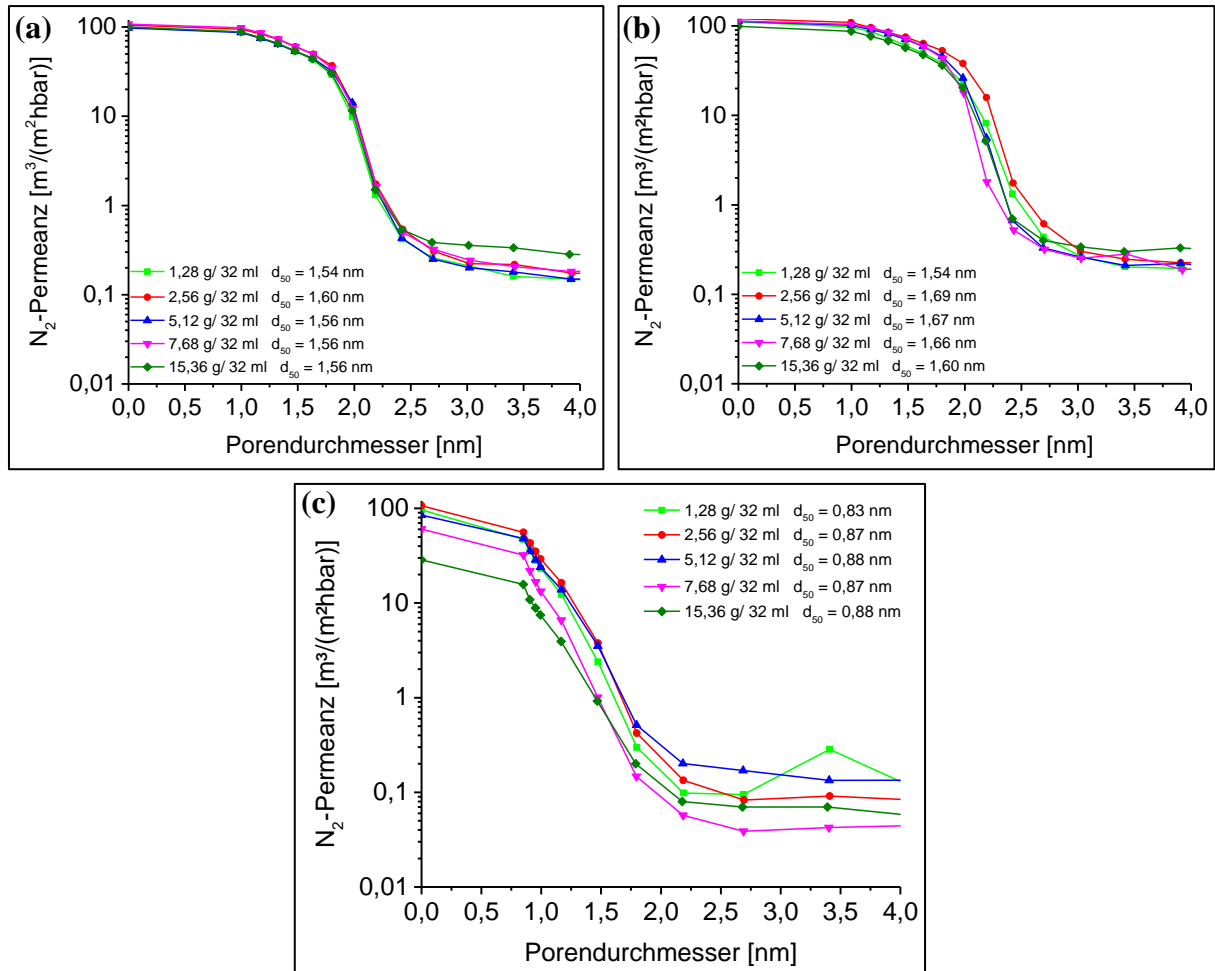 (a)
N₂-Permeanz [m³/(m²hbar)]
100
10
1
0,1
0,01
1,28 g/ 32 ml d₅₀ = 1,54 nm
2,56 g/ 32 ml d₅₀ = 1,60 nm
5,12 g/ 32 ml d₅₀ = 1,56 nm
7,68 g/ 32 ml d₅₀ = 1,56 nm
15,36 g/ 32 ml d₅₀ = 1,56 nm
0,0 0,5 1,0 1,5 2,0 2,5 3,0 3,5 4,0
Porendurchmesser [nm]
(b)
N₂-Permeanz [m³/(m²hbar)]
100
10
1
0,1
0,01
1,28 g/ 32 ml d₅₀ = 1,54 nm
2,56 g/ 32 ml d₅₀ = 1,69 nm
5,12 g/ 32 ml d₅₀ = 1,67 nm
7,68 g/ 32 ml d₅₀ = 1,66 nm
15,36 g/ 32 ml d₅₀ = 1,60 nm
0,0 0,5 1,0 1,5 2,0 2,5 3,0 3,5 4,0
Porendurchmesser [nm]
(c)
N₂-Permeanz [m³/(m²hbar)]
100
10
1
0,1
0,01
1,28 g/ 32 ml d₅₀ = 0,83 nm
2,56 g/ 32 ml d₅₀ = 0,87 nm
5,12 g/ 32 ml d₅₀ = 0,88 nm
7,68 g/ 32 ml d₅₀ = 0,87 nm
15,36 g/ 32 ml d₅₀ = 0,88 nm
0,0 0,5 1,0 1,5 2,0 2,5 3,0 3,5 4,0
Porendurchmesser [nm]